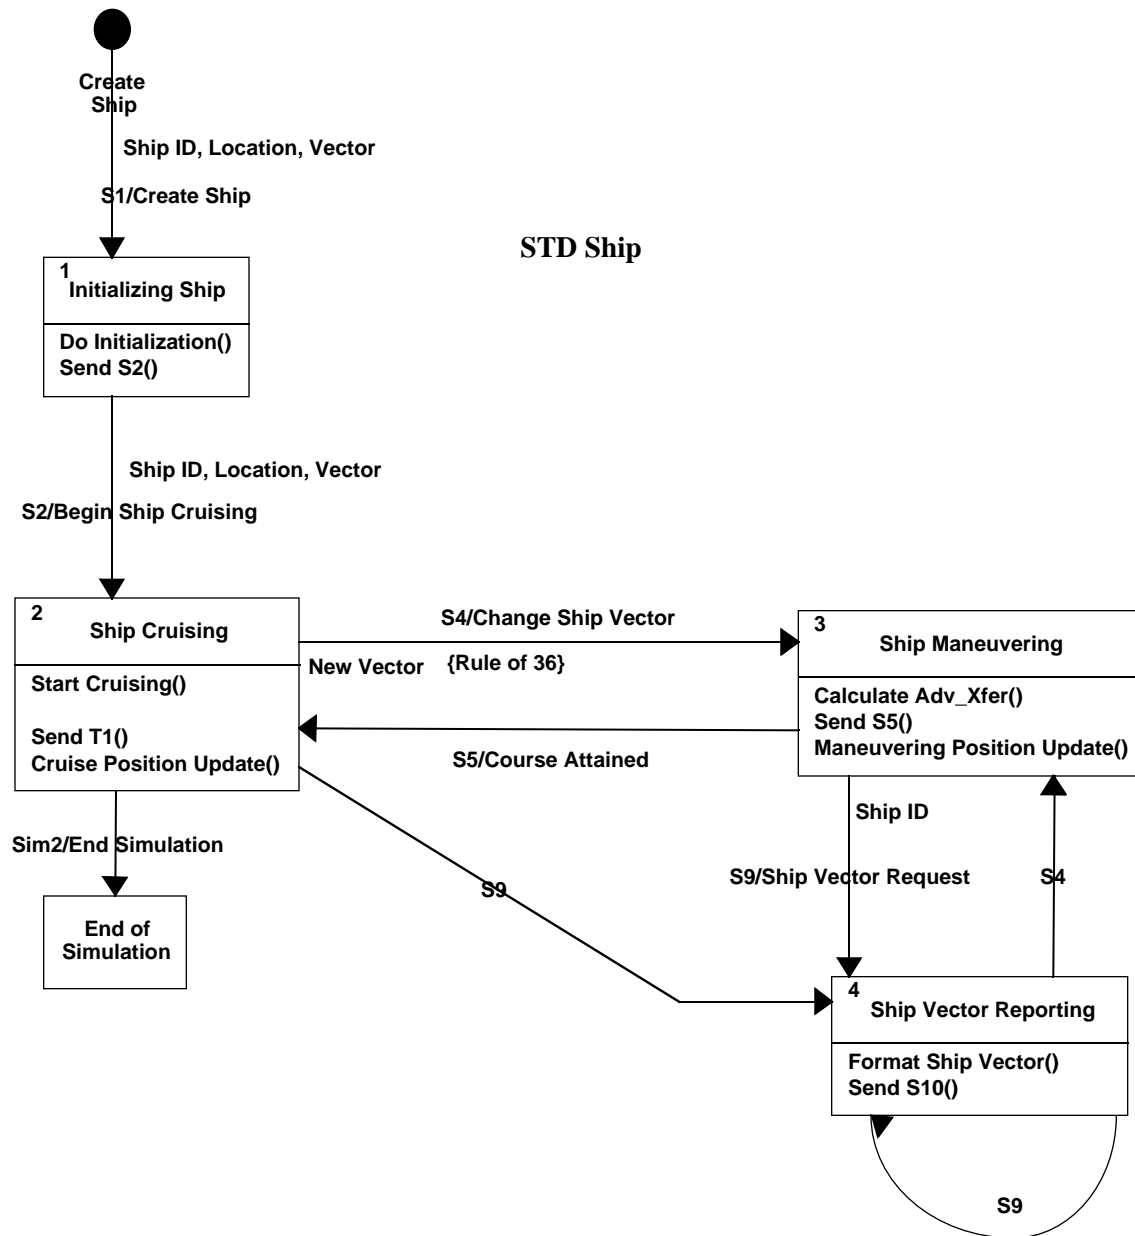 Create
Ship
Ship ID, Location, Vector
S1/Create Ship
STD Ship
1
Initializing Ship
Do Initialization()
Send S2()
Ship ID, Location, Vector
S2/Begin Ship Cruising
2
Ship Cruising
Start Cruising()
Send T1()
Cruise Position Update()
S4/Change Ship Vector
New Vector
{Rule of 36}
S5/Course Attained
3
Ship Maneuvering
Calculate Adv_Xfer()
Send S5()
Maneuvering Position Update()
Sim2/End Simulation
End of
Simulation
S9
Ship ID
S9/Ship Vector Request
S4
4
Ship Vector Reporting
Format Ship Vector()
Send S10()
S9